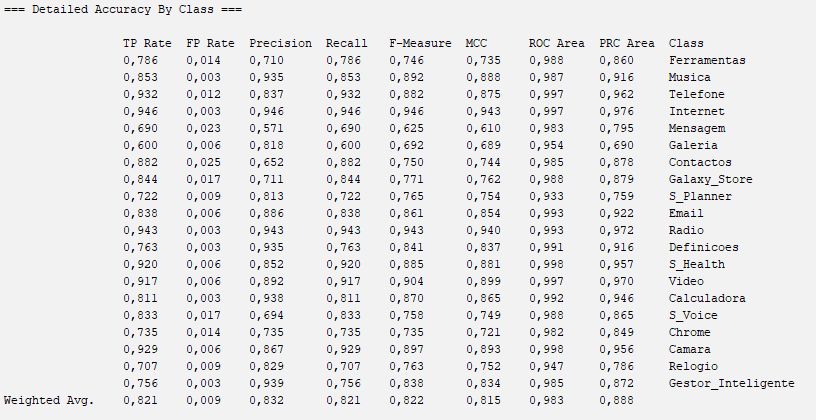 === Detailed Accuracy By Class ===
TP Rate FP Rate Precision Recall F-Measure MCC ROC Area PRC Area Class
0,786 0,014 0,710 0,786 0,746 0,735 0,988 0,860 Ferramentas
0,853 0,003 0,935 0,853 0,892 0,888 0,987 0,916 Musica
0,932 0,012 0,837 0,932 0,882 0,875 0,997 0,962 Telefone
0,946 0,003 0,946 0,946 0,946 0,943 0,997 0,976 Internet
0,690 0,023 0,571 0,690 0,625 0,610 0,983 0,795 Mensagem
0,600 0,006 0,818 0,600 0,692 0,689 0,954 0,690 Galeria
0,882 0,025 0,652 0,882 0,750 0,744 0,985 0,878 Contactos
0,844 0,017 0,711 0,844 0,771 0,762 0,988 0,879 Galaxy_Store
0,722 0,009 0,813 0,722 0,765 0,754 0,933 0,759 S_Planner
0,838 0,006 0,886 0,838 0,861 0,854 0,993 0,922 Email
0,943 0,003 0,943 0,943 0,943 0,940 0,993 0,972 Radio
0,763 0,003 0,935 0,763 0,841 0,837 0,991 0,916 Definicoes
0,920 0,006 0,852 0,920 0,885 0,881 0,998 0,957 S_Health
0,917 0,006 0,892 0,917 0,904 0,899 0,997 0,970 Video
0,811 0,003 0,938 0,811 0,870 0,865 0,992 0,946 Calculadora
0,833 0,017 0,694 0,833 0,758 0,749 0,988 0,865 S_Voice
0,735 0,014 0,735 0,735 0,735 0,721 0,982 0,849 Chrome
0,929 0,006 0,867 0,929 0,897 0,893 0,998 0,956 Camara
0,707 0,009 0,829 0,707 0,763 0,752 0,947 0,786 Relogio
0,756 0,003 0,939 0,756 0,838 0,834 0,985 0,872 Gestor_Inteligente
Weighted Avg. 0,821 0,009 0,832 0,821 0,822 0,815 0,983 0,888